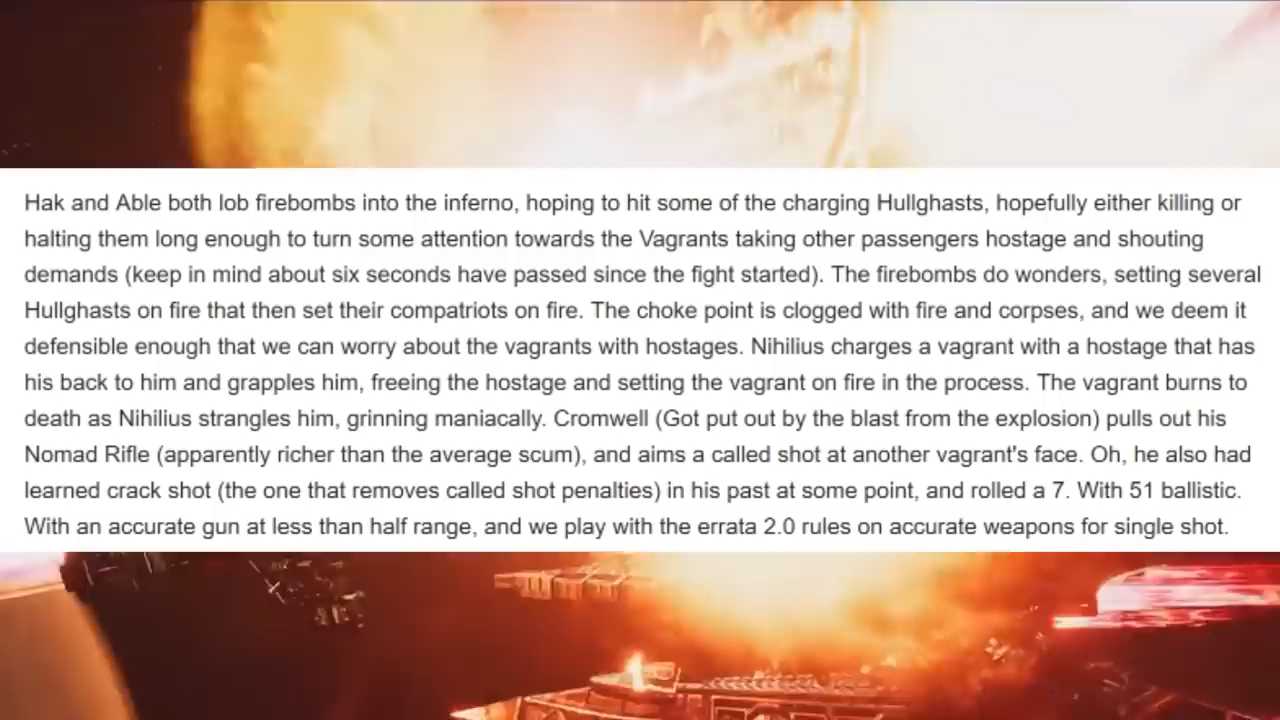 Hak and Able both lob firebombs into the inferno, hoping to hit some of the charging Hullghasts, hopefully either killing or
halting them long enough to turn some attention towards the Vagrants taking other passengers hostage and shouting
demands (keep in mind about six seconds have passed since the fight started). The firebombs do wonders, setting several
Hullghasts on fire that then set their compatriots on fire. The choke point is clogged with fire and corpses, and we deem it
defensible enough that we can worry about the vagrants with hostages. Nihilius charges a vagrant with a hostage that has
his back to him and grapples him, freeing the hostage and setting the vagrant on fire in the process. The vagrant burns to
death as Nihilius strangles him, grinning maniacally. Cromwell (Got put out by the blast from the explosion) pulls out his
Nomad Rifle (apparently richer than the average scum), and aims a called shot at another vagrant's face. Oh, he also had
learned crack shot (the one that removes called shot penalties) in his past at some point, and rolled a 7. With 51 ballistic.
With an accurate gun at less than half range, and we play with the errata 2.0 rules on accurate weapons for single shot.